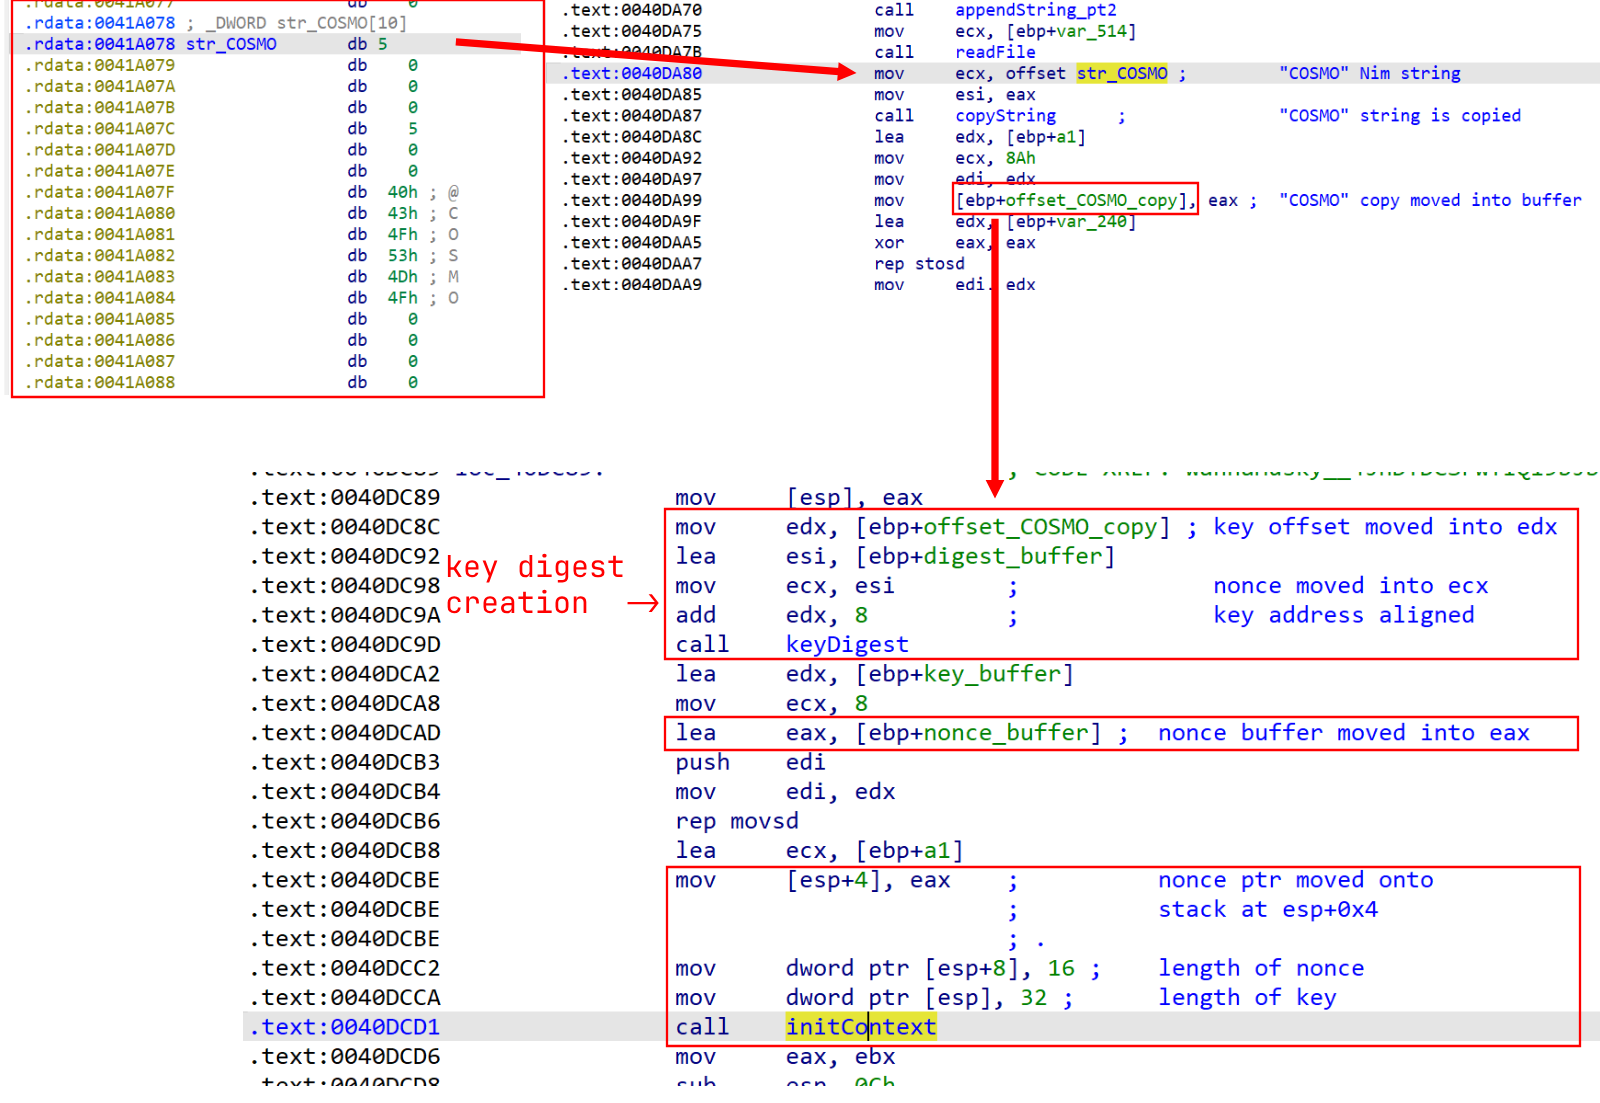 .rdata:0041A077 db 0
.rdata:0041A078 ; _DWORD str_COSMO[10]
.rdata:0041A078 str_COSMO db 5
.rdata:0041A079 db 0
.rdata:0041A07A db 0
.rdata:0041A07B db 0
.rdata:0041A07C db 5
.rdata:0041A07D db 0
.rdata:0041A07E db 0
.rdata:0041A07F db 40h ; @
.rdata:0041A080 db 43h ; C
.rdata:0041A081 db 4Fh ; O
.rdata:0041A082 db 53h ; S
.rdata:0041A083 db 4Dh ; M
.rdata:0041A084 db 4Fh ; O
.rdata:0041A085 db 0
.rdata:0041A086 db 0
.rdata:0041A087 db 0
.rdata:0041A088 db 0
.text:0040DA70 call appendString_pt2
.text:0040DA75 mov ecx, [ebp+var_514]
.text:0040DA7B call readFile
.text:0040DA80 mov ecx, offset str_COSMO ; "COSMO" Nim string
.text:0040DA85 mov esi, eax
.text:0040DA87 call copyString ; "COSMO" string is copied
.text:0040DA8C lea edx, [ebp+a1]
.text:0040DA92 mov ecx, 8Ah
.text:0040DA97 mov edi, edx
.text:0040DA99 mov [ebp+offset_COSMO_copy], eax ; "COSMO" copy moved into buffer
.text:0040DA9F lea edx, [ebp+var_240]
.text:0040DAA5 xor eax, eax
.text:0040DAA7 rep stosd
.text:0040DAA9 mov edi, edx
.text:0040DC89 loc_40DC89:
.text:0040DC89 mov [esp], eax
.text:0040DC8C mov edx, [ebp+offset_COSMO_copy] ; key offset moved into edx
.text:0040DC92 lea esi, [ebp+digest_buffer]
.text:0040DC98 mov ecx, esi ; nonce moved into ecx
.text:0040DC9A add edx, 8 ; key address aligned
.text:0040DC9D call keyDigest
key digest
creation →
.text:0040DCA2 lea edx, [ebp+key_buffer]
.text:0040DCA8 mov ecx, 8
.text:0040DCAD lea eax, [ebp+nonce_buffer] ; nonce buffer moved into eax
.text:0040DCB3 push edi
.text:0040DCB4 mov edi, edx
.text:0040DCB6 rep movsd
.text:0040DCB8 lea ecx, [ebp+a1]
.text:0040DCBE mov [esp+4], eax ; nonce ptr moved onto
.text:0040DCBE ; stack at esp+0x4
.text:0040DCBE ; .
.text:0040DCC2 mov dword ptr [esp+8], 16 ; length of nonce
.text:0040DCCA mov dword ptr [esp], 32 ; length of key
.text:0040DCD1 call initContext
.text:0040DCD6 mov eax, ebx
.text:0040DCD8 sub esp, 0Ch